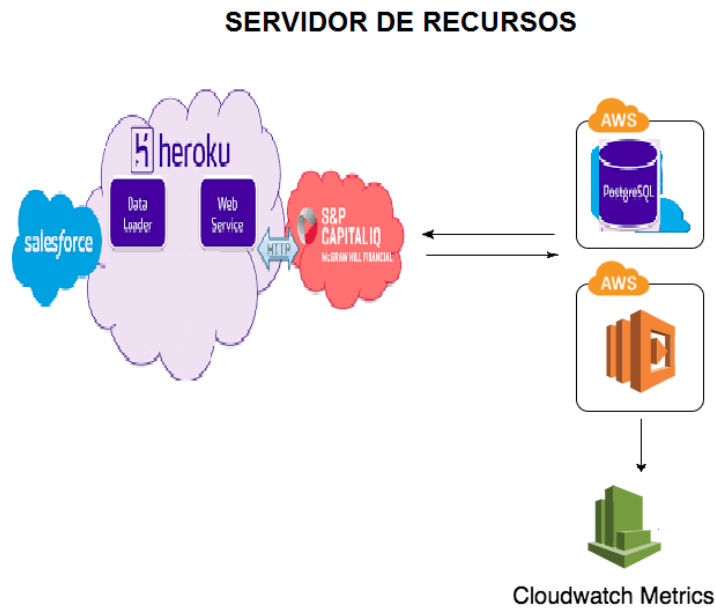 SERVIDOR DE RECURSOS
heroku
Data
Loader
Web
Service
salesforce
HTTP
S&P
CAPITAL IQ
McGRAW HILL FINANCIAL
AWS
PostgreSQL
AWS
Cloudwatch Metrics